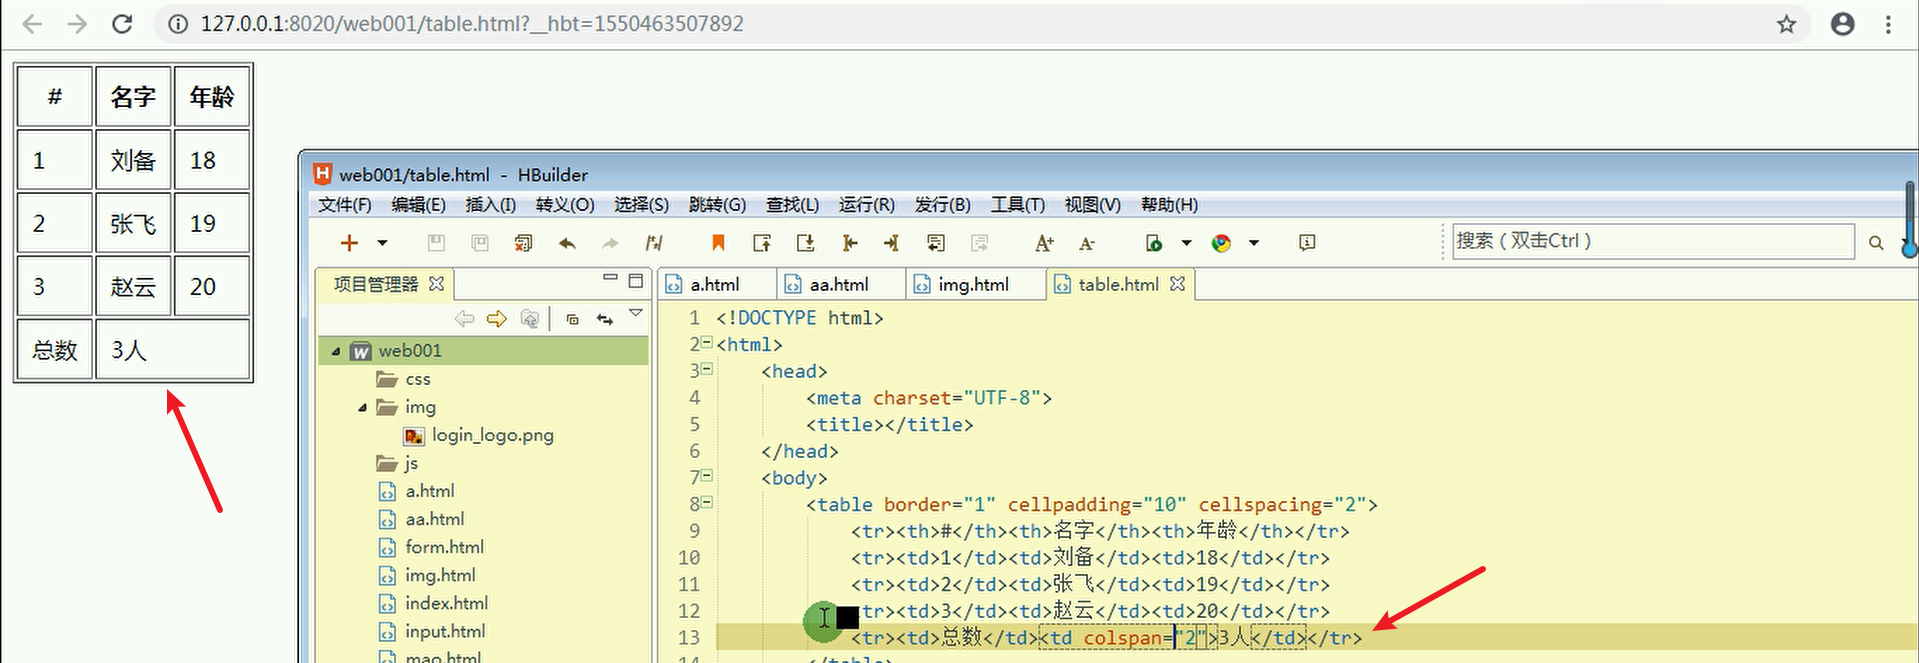 127.0.0.1:8020/web001/table.html?__hbt=1550463507892
# 名字 年龄
1 刘备 18
2 张飞 19
3 赵云 20
总数 3人
web001/table.html - HBuilder
文件(F) 编辑(E) 插入(I) 转义(O) 选择(S) 跳转(G) 查找(L) 运行(R) 发行(B) 工具(T) 视图(V) 帮助(H)
搜索（双击Ctrl）
项目管理器
web001
css
img
login_logo.png
js
a.html
aa.html
form.html
img.html
index.html
input.html
map.html
a.html aa.html img.html table.html
1 <!DOCTYPE html>
2 <html>
3 <head>
4 <meta charset="UTF-8">
5 <title></title>
6 </head>
7 <body>
8 <table border="1" cellpadding="10" cellspacing="2">
9 <tr><th>#</th><th>名字</th><th>年龄</th></tr>
10 <tr><td>1</td><td>刘备</td><td>18</td></tr>
11 <tr><td>2</td><td>张飞</td><td>19</td></tr>
12 tr><td>3</td><td>赵云</td><td>20</td></tr>
13 <tr><td>总数</td><td colspan="2">3人</td></tr>
14 </table>